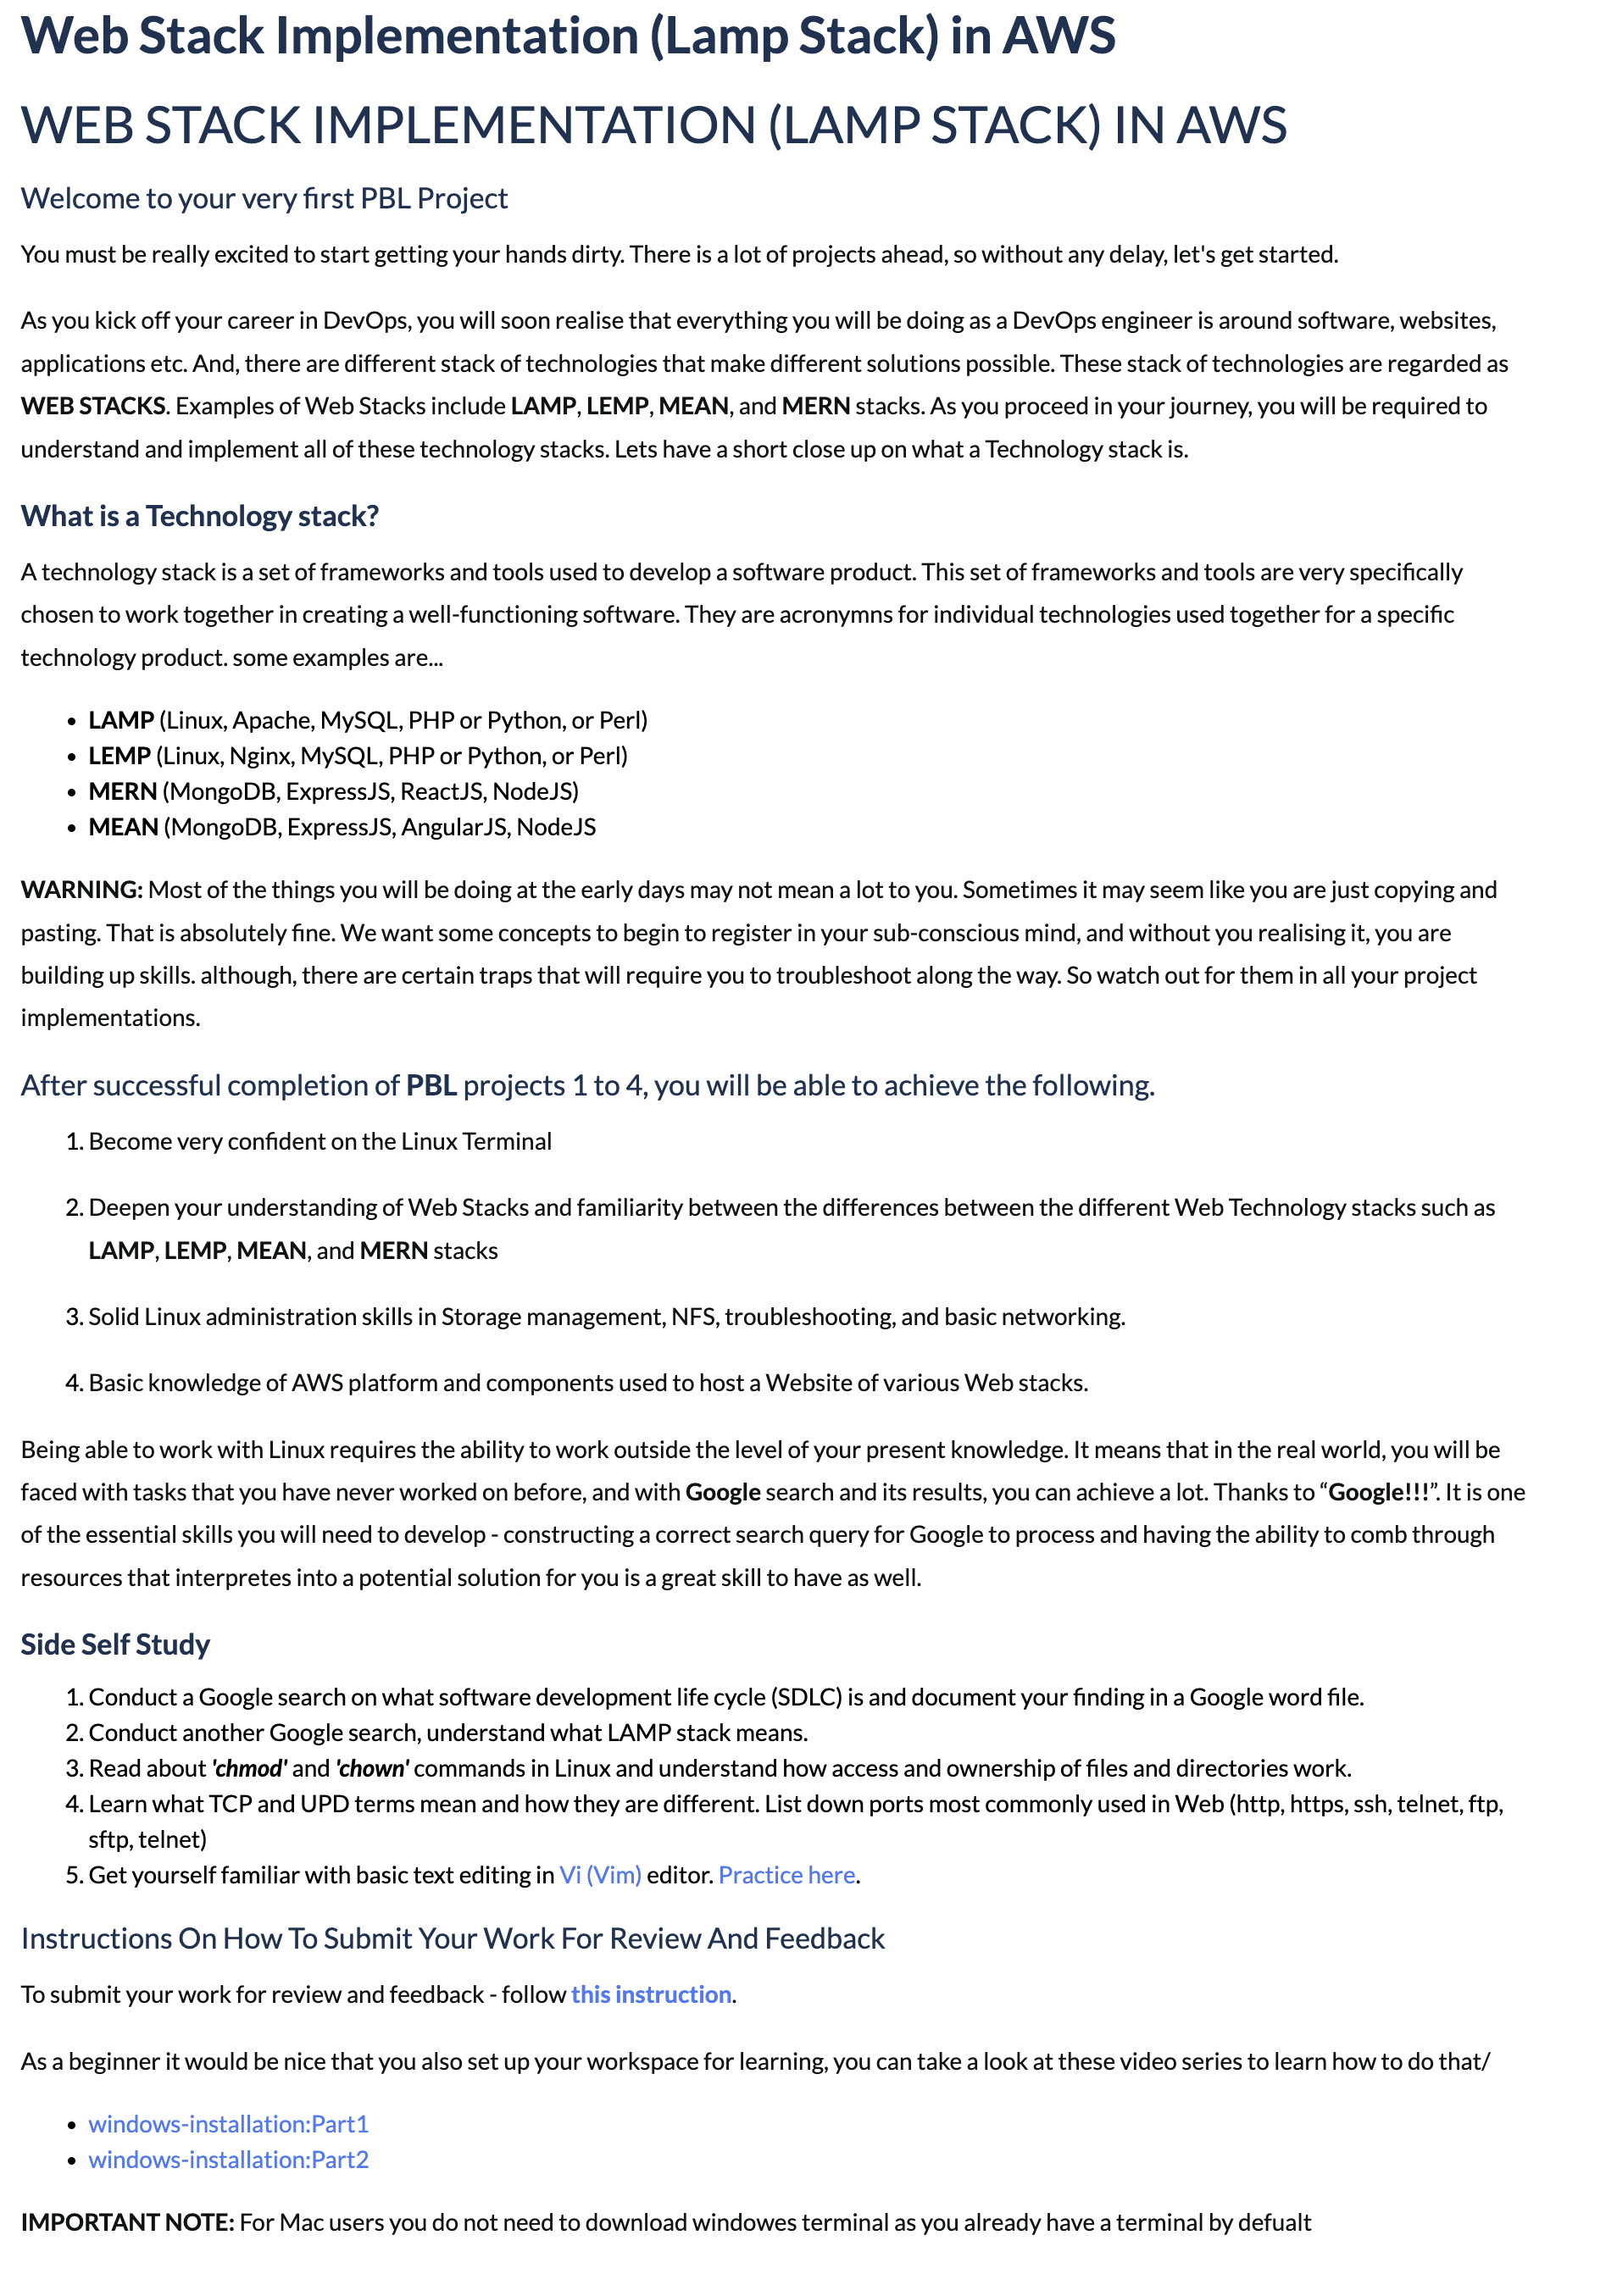 Web Stack Implementation (Lamp Stack) in AWS
WEB STACK IMPLEMENTATION (LAMP STACK) IN AWS
Welcome to your very first PBL Project
You must be really excited to start getting your hands dirty. There is a lot of projects ahead, so without any delay, let's get started.
As you kick off your career in DevOps, you will soon realise that everything you will be doing as a DevOps engineer is around software, websites,
applications etc. And, there are different stack of technologies that make different solutions possible. These stack of technologies are regarded as
WEB STACKS. Examples of Web Stacks include LAMP, LEMP, MEAN, and MERN stacks. As you proceed in your journey, you will be required to
understand and implement all of these technology stacks. Lets have a short close up on what a Technology stack is.
What is a Technology stack?
A technology stack is a set of frameworks and tools used to develop a software product. This set of frameworks and tools are very specifically
chosen to work together in creating a well-functioning software. They are acronymns for individual technologies used together for a specific
technology product. some examples are...
• LAMP (Linux, Apache, MySQL, PHP or Python, or Perl)
• LEMP (Linux, Nginx, MySQL, PHP or Python, or Perl)
• MERN (MongoDB, ExpressJS, ReactJS, NodeJS)
• MEAN (MongoDB, ExpressJS, AngularJS, NodeJS
WARNING: Most of the things you will be doing at the early days may not mean a lot to you. Sometimes it may seem like you are just copying and
pasting. That is absolutely fine. We want some concepts to begin to register in your sub-conscious mind, and without you realising it, you are
building up skills. although, there are certain traps that will require you to troubleshoot along the way. So watch out for them in all your project
implementations.
After successful completion of PBL projects 1 to 4, you will be able to achieve the following.
1. Become very confident on the Linux Terminal
2. Deepen your understanding of Web Stacks and familiarity between the differences between the different Web Technology stacks such as
LAMP, LEMP, MEAN, and MERN stacks
3. Solid Linux administration skills in Storage management, NFS, troubleshooting, and basic networking.
4. Basic knowledge of AWS platform and components used to host a Website of various Web stacks.
Being able to work with Linux requires the ability to work outside the level of your present knowledge. It means that in the real world, you will be
faced with tasks that you have never worked on before, and with Google search and its results, you can achieve a lot. Thanks to “Google!!!”. It is one
of the essential skills you will need to develop - constructing a correct search query for Google to process and having the ability to comb through
resources that interpretes into a potential solution for you is a great skill to have as well.
Side Self Study
1. Conduct a Google search on what software development life cycle (SDLC) is and document your finding in a Google word file.
2. Conduct another Google search, understand what LAMP stack means.
3. Read about 'chmod' and 'chown' commands in Linux and understand how access and ownership of files and directories work.
4. Learn what TCP and UPD terms mean and how they are different. List down ports most commonly used in Web (http, https, ssh, telnet, ftp,
sftp, telnet)
5. Get yourself familiar with basic text editing in Vi (Vim) editor. Practice here.
Instructions On How To Submit Your Work For Review And Feedback
To submit your work for review and feedback - follow this instruction.
As a beginner it would be nice that you also set up your workspace for learning, you can take a look at these video series to learn how to do that/
• windows-installation:Part1
• windows-installation:Part2
IMPORTANT NOTE: For Mac users you do not need to download windowes terminal as you already have a terminal by defualt